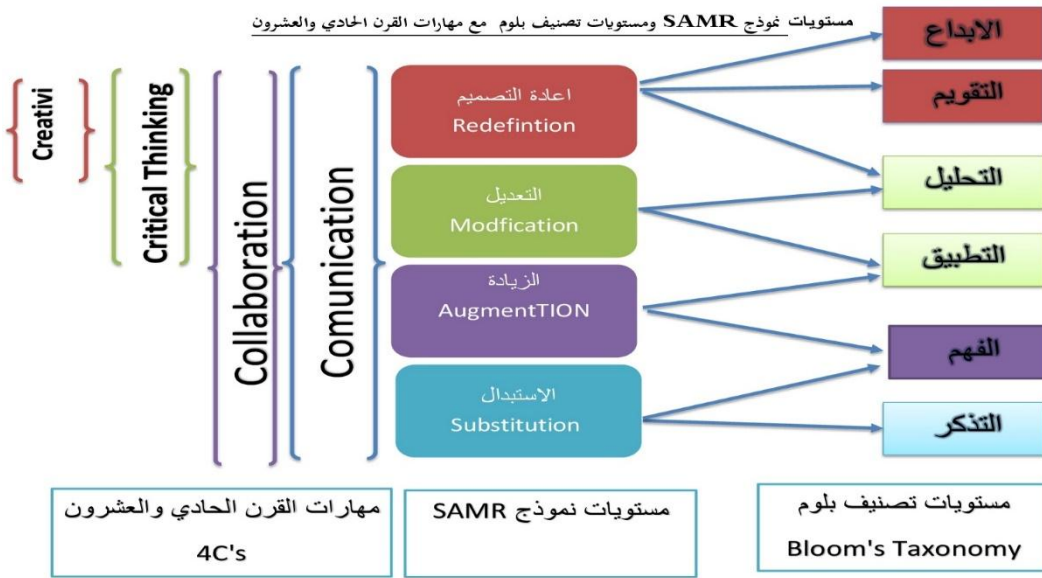 مستويات نموذج SAMR ومستويات تصنيف بلوم مع مهارات القرن الحادي والعشرون
الابداع
التقويم
التحليل
التطبيق
الفهم
التذكر
اعادة التصميم
Redefintion
التعديل
Modfication
الزيادة
AugmentTION
الاستبدال
Substitution
Comunication
Collaboration
Critical Thinking
Creativi
مستويات تصنيف بلوم
Bloom's Taxonomy
مستويات نموذج SAMR
مهارات القرن الحادي والعشرون
4C's